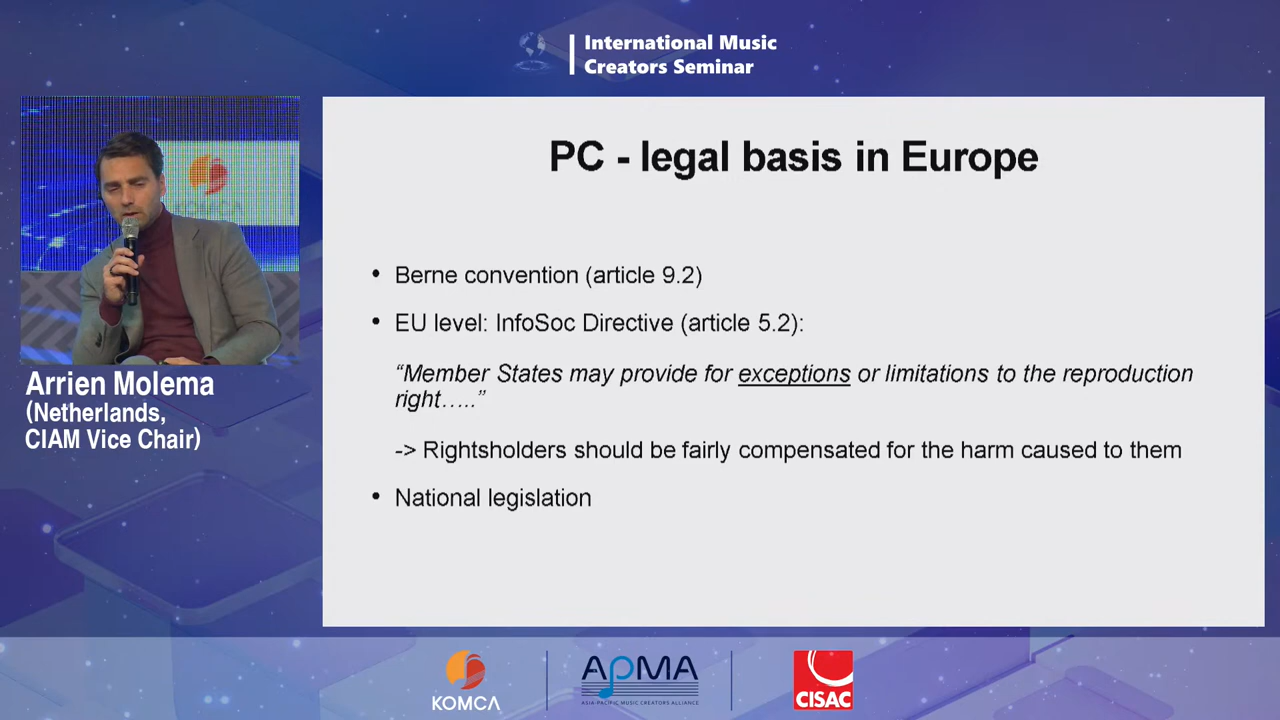 International Music
Creators Seminar
PC - legal basis in Europe
• Berne convention (article 9.2)
• EU level: InfoSoc Directive (article 5.2):
“Member States may provide for exceptions or limitations to the reproduction
right…..”
-> Rightsholders should be fairly compensated for the harm caused to them
• National legislation
KOMCA
Arrien Molema
(Netherlands,
CIAM Vice Chair)
KOMCA
APMA
ASIA-PACIFIC MUSIC CREATORS ALLIANCE
CISAC